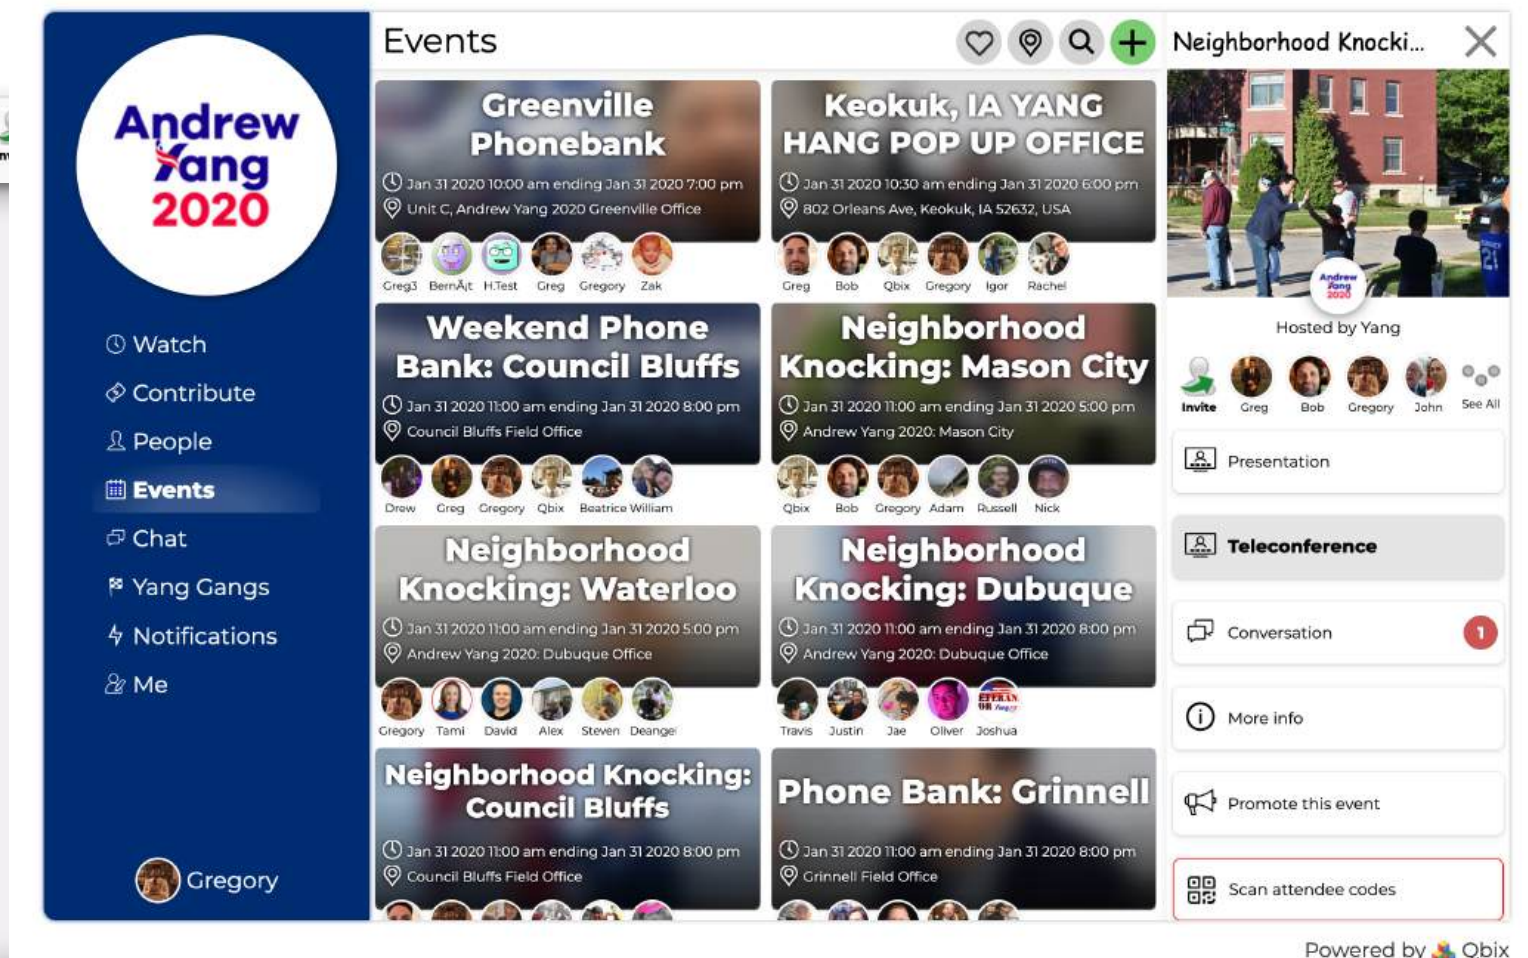 Andrew
Yang
2020
Watch
Contribute
People
Events
Chat
Yang Gangs
Notifications
Me
Gregory
Events
Greenville
Phonebank
Jan 31 2020 10:00 am ending Jan 31 2020 7:00 pm
Unit C, Andrew Yang 2020 Greenville Office
Greg3 BernÃ¡t H.Test Greg Gregory Zak
Keokuk, IA YANG
HANG POP UP OFFICE
Jan 31 2020 10:30 am ending Jan 31 2020 6:00 pm
802 Orleans Ave, Keokuk, IA 52632, USA
Greg Bob Qbix Gregory Igor Rachel
Weekend Phone
Bank: Council Bluffs
Jan 31 2020 11:00 am ending Jan 31 2020 8:00 pm
Council Bluffs Field Office
Drew Greg Gregory Qbix Beatrice William
Neighborhood
Knocking: Mason City
Jan 31 2020 11:00 am ending Jan 31 2020 5:00 pm
Andrew Yang 2020: Mason City
Qbix Bob Gregory Adam Russell Nick
Neighborhood
Knocking: Waterloo
Jan 31 2020 11:00 am ending Jan 31 2020 5:00 pm
Andrew Yang 2020: Dubuque Office
Gregory Tami David Alex Steven Deange
Neighborhood
Knocking: Dubuque
Jan 31 2020 11:00 am ending Jan 31 2020 8:00 pm
Andrew Yang 2020: Dubuque Office
Travis Justin Jae Oliver Joshua
Neighborhood Knocking:
Council Bluffs
Jan 31 2020 11:00 am ending Jan 31 2020 8:00 pm
Council Bluffs Field Office
Phone Bank: Grinnell
Jan 31 2020 11:00 am ending Jan 31 2020 8:00 pm
Grinnell Field Office
Neighborhood Knocki...
Andrew
Yang
2020
Hosted by Yang
Invite Greg Bob Gregory John See All
Presentation
Teleconference
Conversation 1
More info
Promote this event
Scan attendee codes
Powered by Qbix